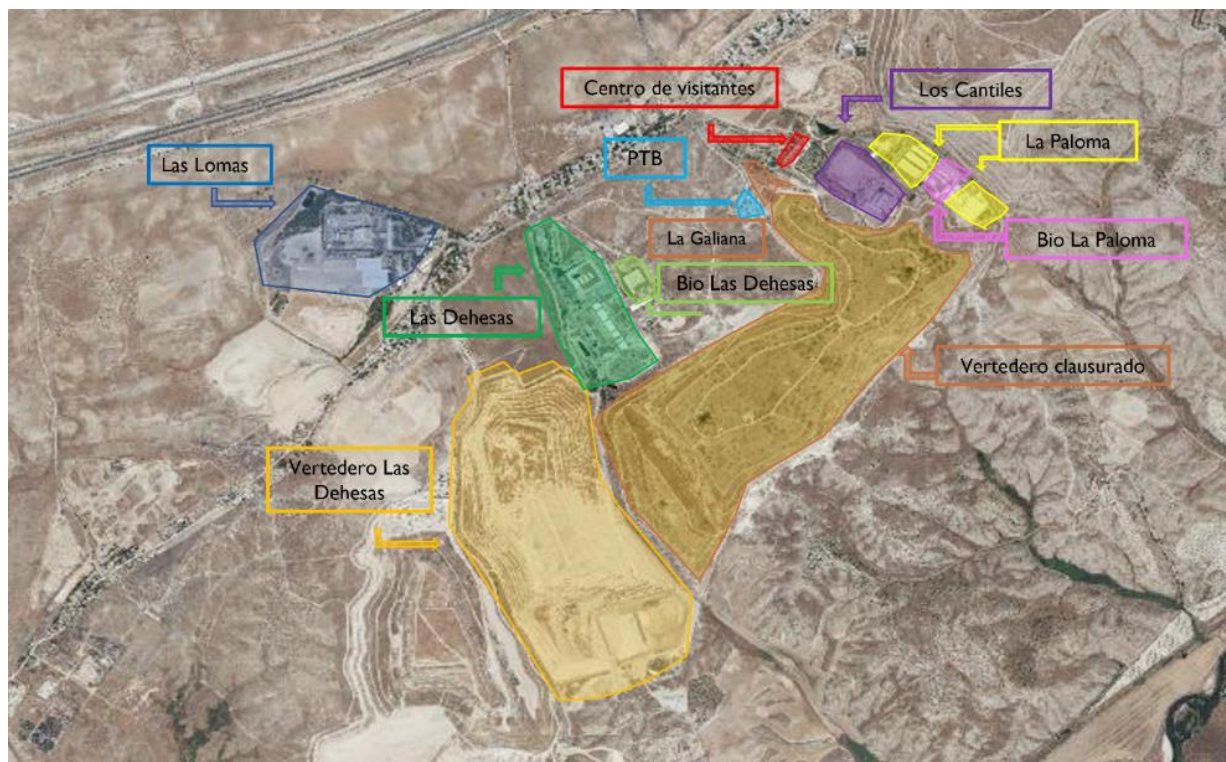 Centro de visitantes
Los Cantiles
La Paloma
PTB
Las Lomas
La Galiana
Bio La Paloma
Bio Las Dehesas
Las Dehesas
Vertedero clausurado
Vertedero Las
Dehesas